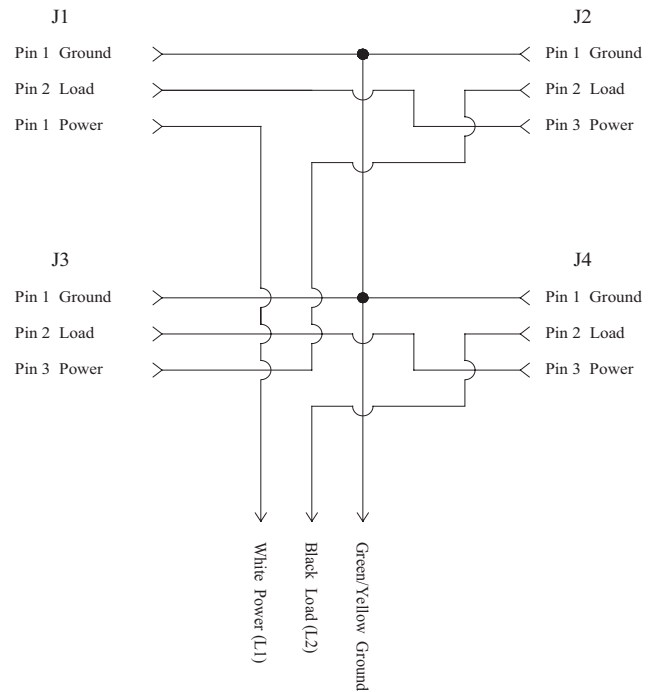 J1
J2
Pin 1 Ground
Pin 1 Ground
Pin 2 Load
Pin 2 Load
Pin 1 Power
Pin 3 Power
J3
J4
Pin 1 Ground
Pin 1 Ground
Pin 2 Load
Pin 2 Load
Pin 3 Power
Pin 3 Power
White Power (L1)
Black Load (L2)
Green/Yellow Ground